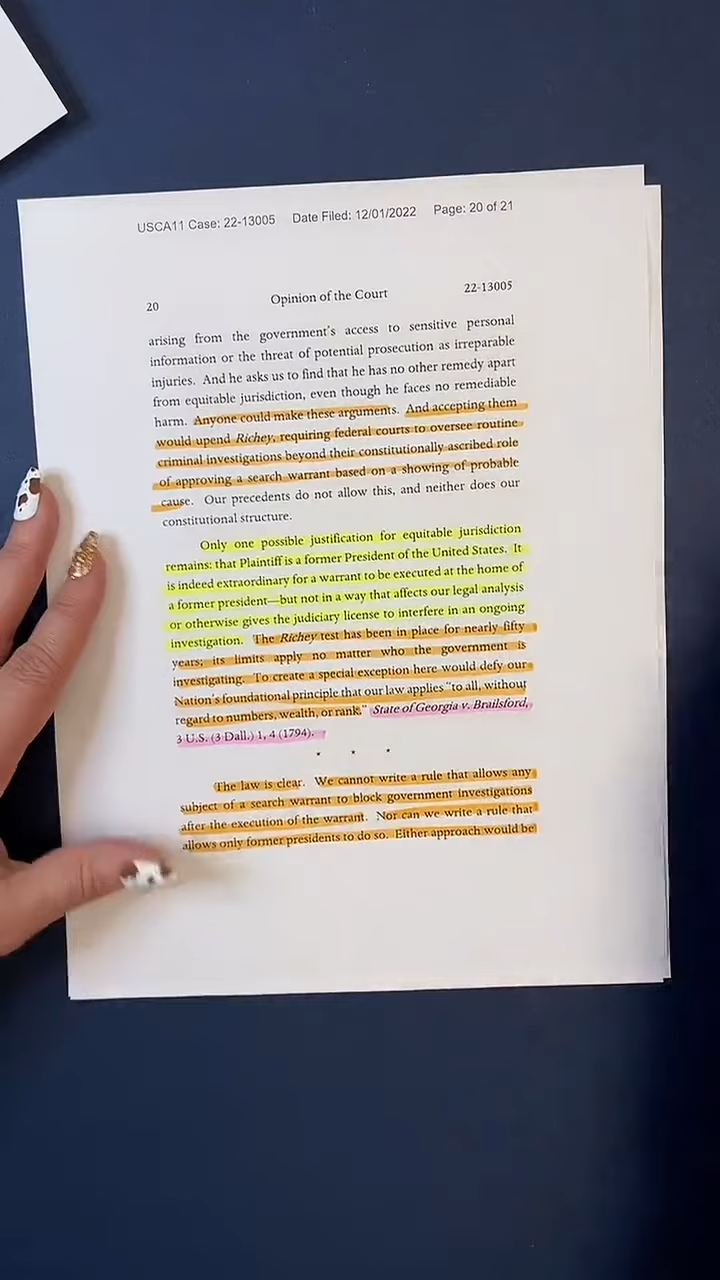 USCA11 Case: 22-13005 Date Filed: 12/01/2022 Page: 20 of 21
20 Opinion of the Court 22-13005
arising from the government's access to sensitive personal
information or the threat of potential prosecution as irreparable
injuries. And he asks us to find that he has no other remedy apart
from equitable jurisdiction, even though he faces no remediable
harm. Anyone could make these arguments. And accepting them
would upend Richey, requiring federal courts to oversee routine
criminal investigations beyond their constitutionally ascribed role
of approving a search warrant based on a showing of probable
cause. Our precedents do not allow this, and neither does our
constitutional structure.
Only one possible justification for equitable jurisdiction
remains: that Plaintiff is a former President of the United States. It
is indeed extraordinary for a warrant to be executed at the home of
a former president—but not in a way that affects our legal analysis
or otherwise gives the judiciary license to interfere in an ongoing
investigation. The Richey test has been in place for nearly fifty
years; its limits apply no matter who the government is
investigating. To create a special exception here would defy our
Nation's foundational principle that our law applies "to all, without
regard to numbers, wealth, or rank." State of Georgia v. Brailsford,
3 U.S. (3 Dall.) 1, 4 (1794).
* * *
The law is clear. We cannot write a rule that allows any
subject of a search warrant to block government investigations
after the execution of the warrant. Nor can we write a rule that
allows only former presidents to do so. Either approach would be